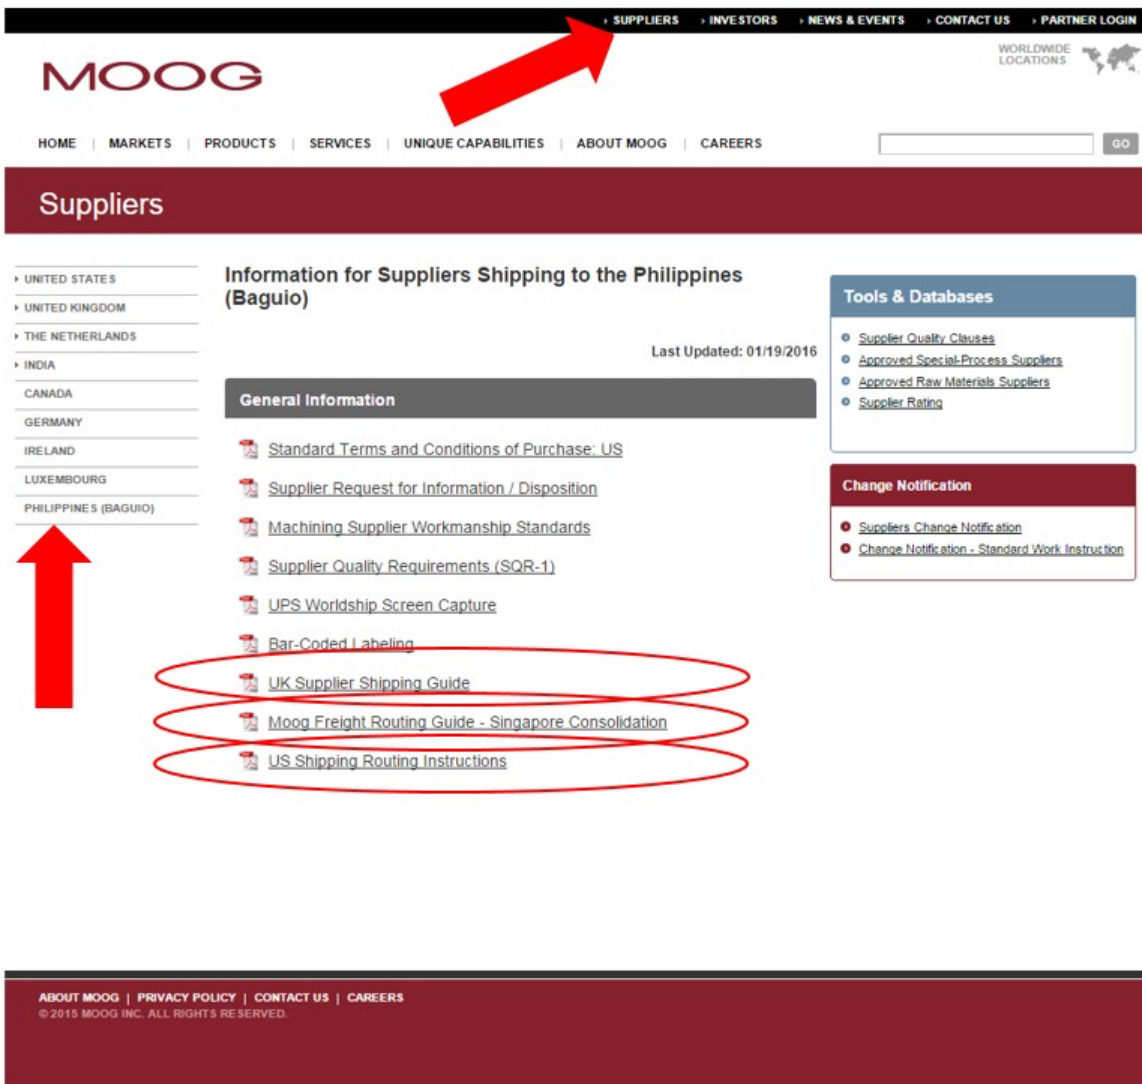 SUPPLIERS INVESTORS NEWS & EVENTS CONTACT US PARTNER LOGIN
WORLDWIDE
LOCATIONS
MOOG
HOME | MARKETS | PRODUCTS | SERVICES | UNIQUE CAPABILITIES | ABOUT MOOG | CAREERS
GO
Suppliers
UNITED STATES
UNITED KINGDOM
THE NETHERLANDS
INDIA
CANADA
GERMANY
IRELAND
LUXEMBOURG
PHILIPPINES (BAGUIO)
Information for Suppliers Shipping to the Philippines
(Baguio)
Last Updated: 01/19/2016
General Information
Standard Terms and Conditions of Purchase: US
Supplier Request for Information / Disposition
Machining Supplier Workmanship Standards
Supplier Quality Requirements (SQR-1)
UPS Worldship Screen Capture
Bar-Coded Labeling
UK Supplier Shipping Guide
Moog Freight Routing Guide - Singapore Consolidation
US Shipping Routing Instructions
Tools & Databases
Supplier Quality Clauses
Approved Special-Process Suppliers
Approved Raw Materials Suppliers
Supplier Rating
Change Notification
Suppliers Change Notification
Change Notification - Standard Work Instruction
ABOUT MOOG | PRIVACY POLICY | CONTACT US | CAREERS
© 2015 MOOG INC. ALL RIGHTS RESERVED.